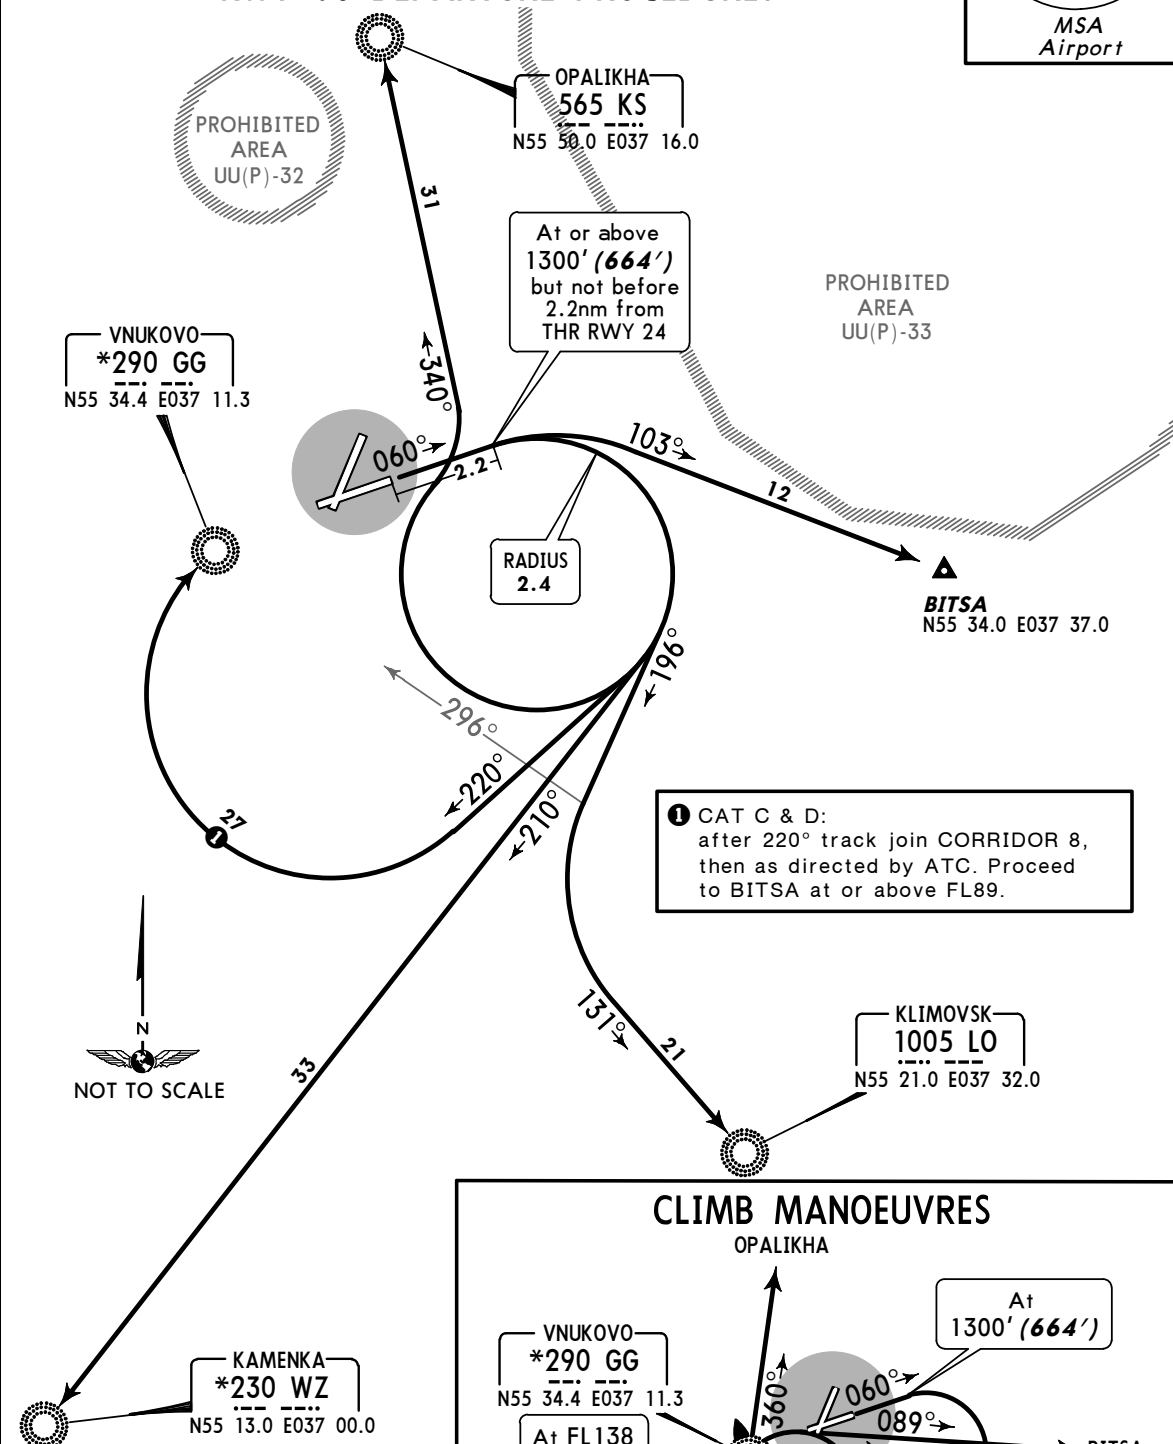 MSA
Airport
OPALIKHA
565 KS
N55 50.0 E037 16.0
PROHIBITED
AREA
UU(P)-32
31
At or above
1300' (664')
but not before
2.2nm from
THR RWY 24
PROHIBITED
AREA
UU(P)-33
VNUKOVO
*290 GG
N55 34.4 E037 11.3
340°
060°
2.2
103°
12
RADIUS
2.4
BITSA
N55 34.0 E037 37.0
196°
296°
220°
210°
27
1
1 CAT C & D:
after 220° track join CORRIDOR 8,
then as directed by ATC. Proceed
to BITSA at or above FL89.
N
NOT TO SCALE
33
131°
21
KLIMOVSK
1005 LO
N55 21.0 E037 32.0
CLIMB MANOEUVRES
OPALIKHA
At
1300' (664')
VNUKOVO
*290 GG
N55 34.4 E037 11.3
At FL138
360°
060°
089°
KAMENKA
*230 WZ
N55 13.0 E037 00.0